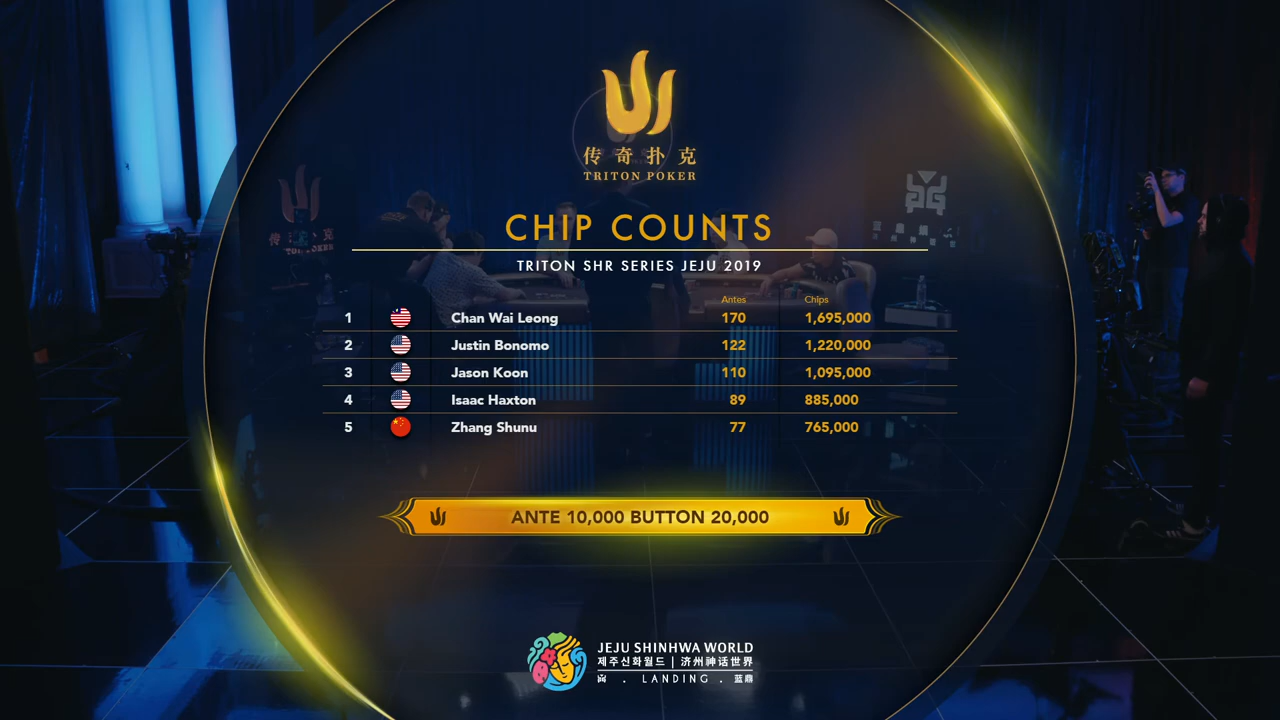 传奇扑克
TRITON POKER
CHIP COUNTS
TRITON SHR SERIES JEJU 2019
Antes Chips
1 Chan Wai Leong 170 1,695,000
2 Justin Bonomo 122 1,220,000
3 Jason Koon 110 1,095,000
4 Isaac Haxton 89 885,000
5 Zhang Shunu 77 765,000
ANTE 10,000 BUTTON 20,000
JEJU SHINHWA WORLD
제주신화월드 | 济州神话世界
. LANDING . 蓝鼎